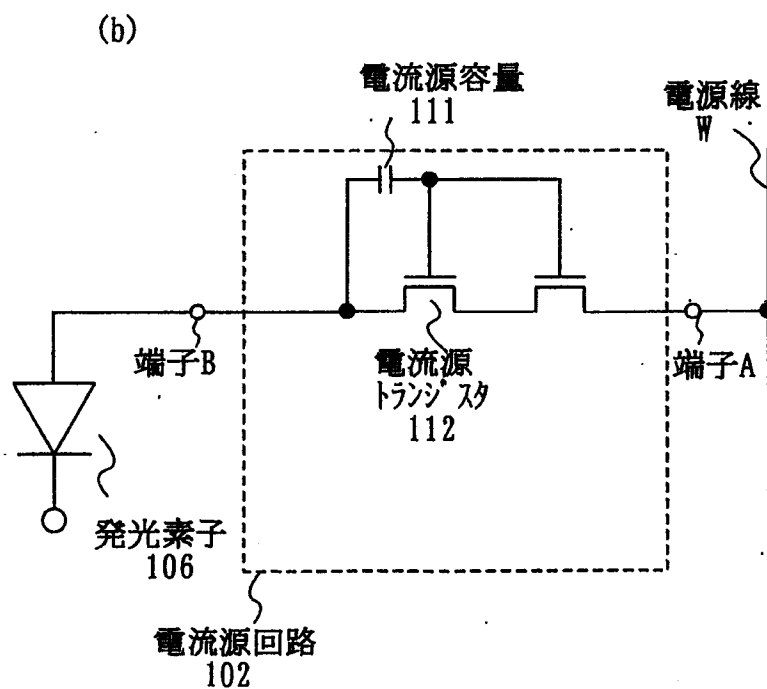 (b)
電流源容量
111
電源線
W
端子B
電流源
トランジスタ
112
端子A
発光素子
106
電流源回路
102